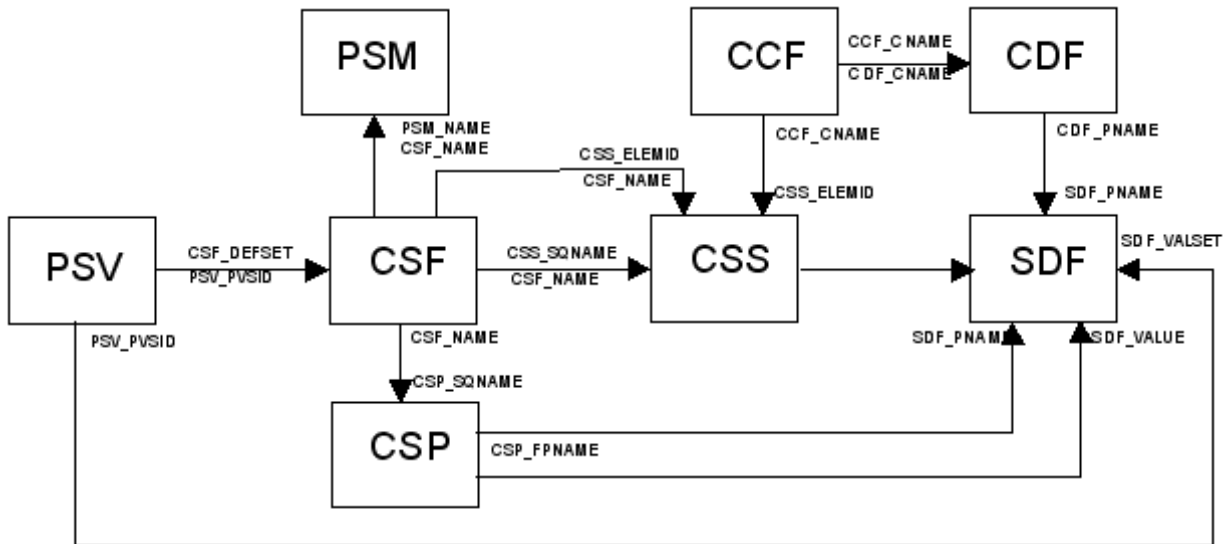 PSM
CCF
CCF_CNAME
CDF_CNAME
CDF
PSM_NAME
CSF_NAME
CCF_CNAME
CDF_PNAME
CSS_ELEMID
CSF_NAME
CSS_ELEMID
SDF_PNAME
PSV
CSF_DEFSET
PSV_PVSID
CSF
CSS_SQNAME
CSF_NAME
CSS
SDF
SDF_VALSET
PSV_PVSID
CSF_NAME
SDF_PNAME
SDF_VALUE
CSP_SQNAME
CSP
CSP_FPNAME